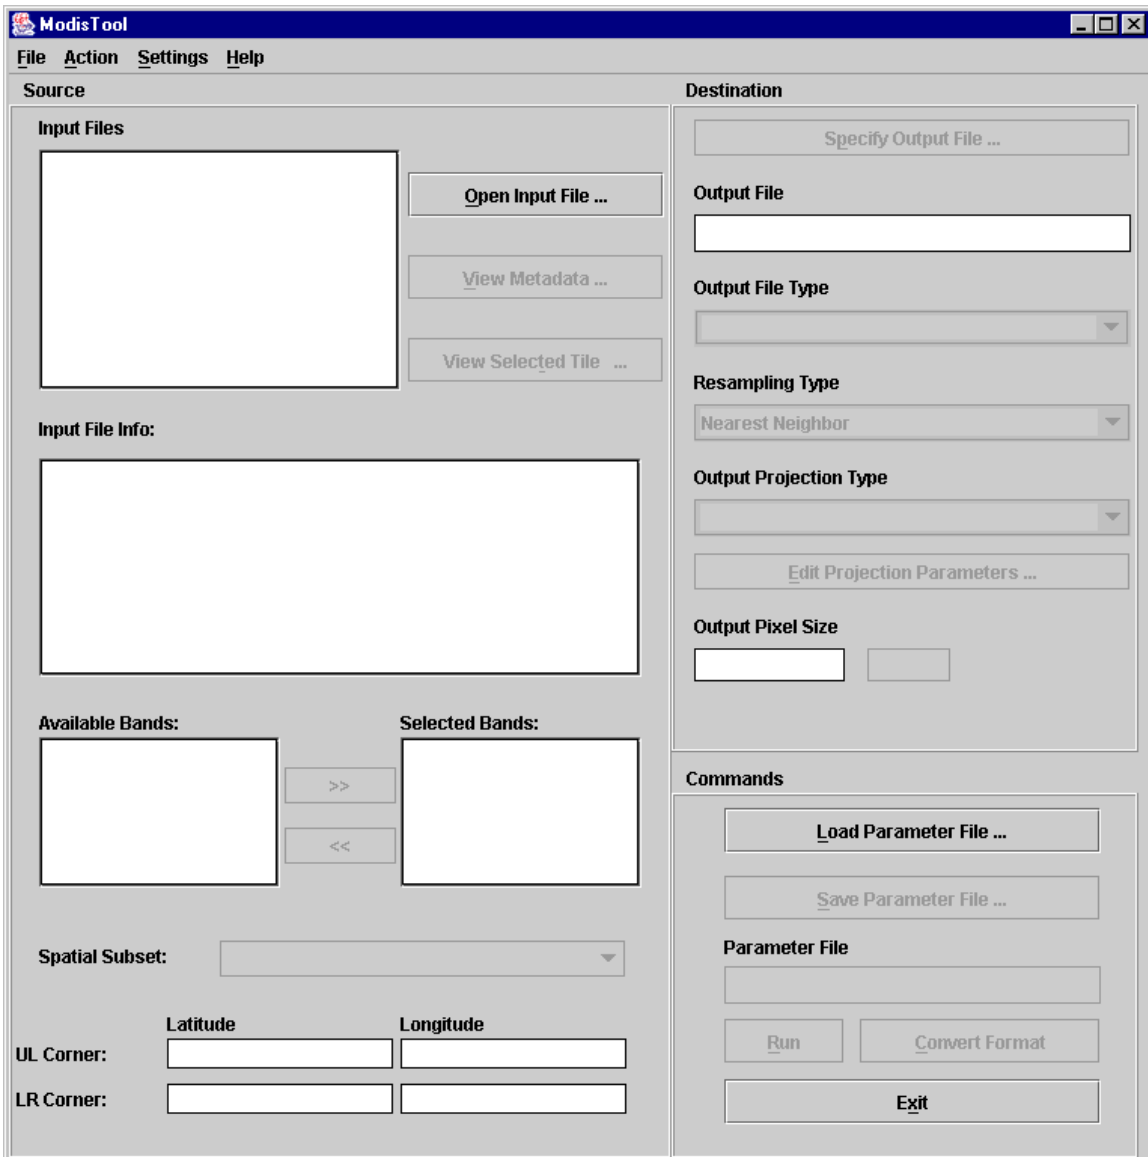 ModisTool
File Action Settings Help
Source
Input Files
Open Input File ...
View Metadata ...
View Selected Tile ...
Input File Info:
Available Bands:
Selected Bands:
>>
<<
Spatial Subset:
Latitude Longitude
UL Corner:
LR Corner:
Destination
Specify Output File ...
Output File
Output File Type
Resampling Type
Nearest Neighbor
Output Projection Type
Edit Projection Parameters ...
Output Pixel Size
Commands
Load Parameter File ...
Save Parameter File ...
Parameter File
Run Convert Format
Exit